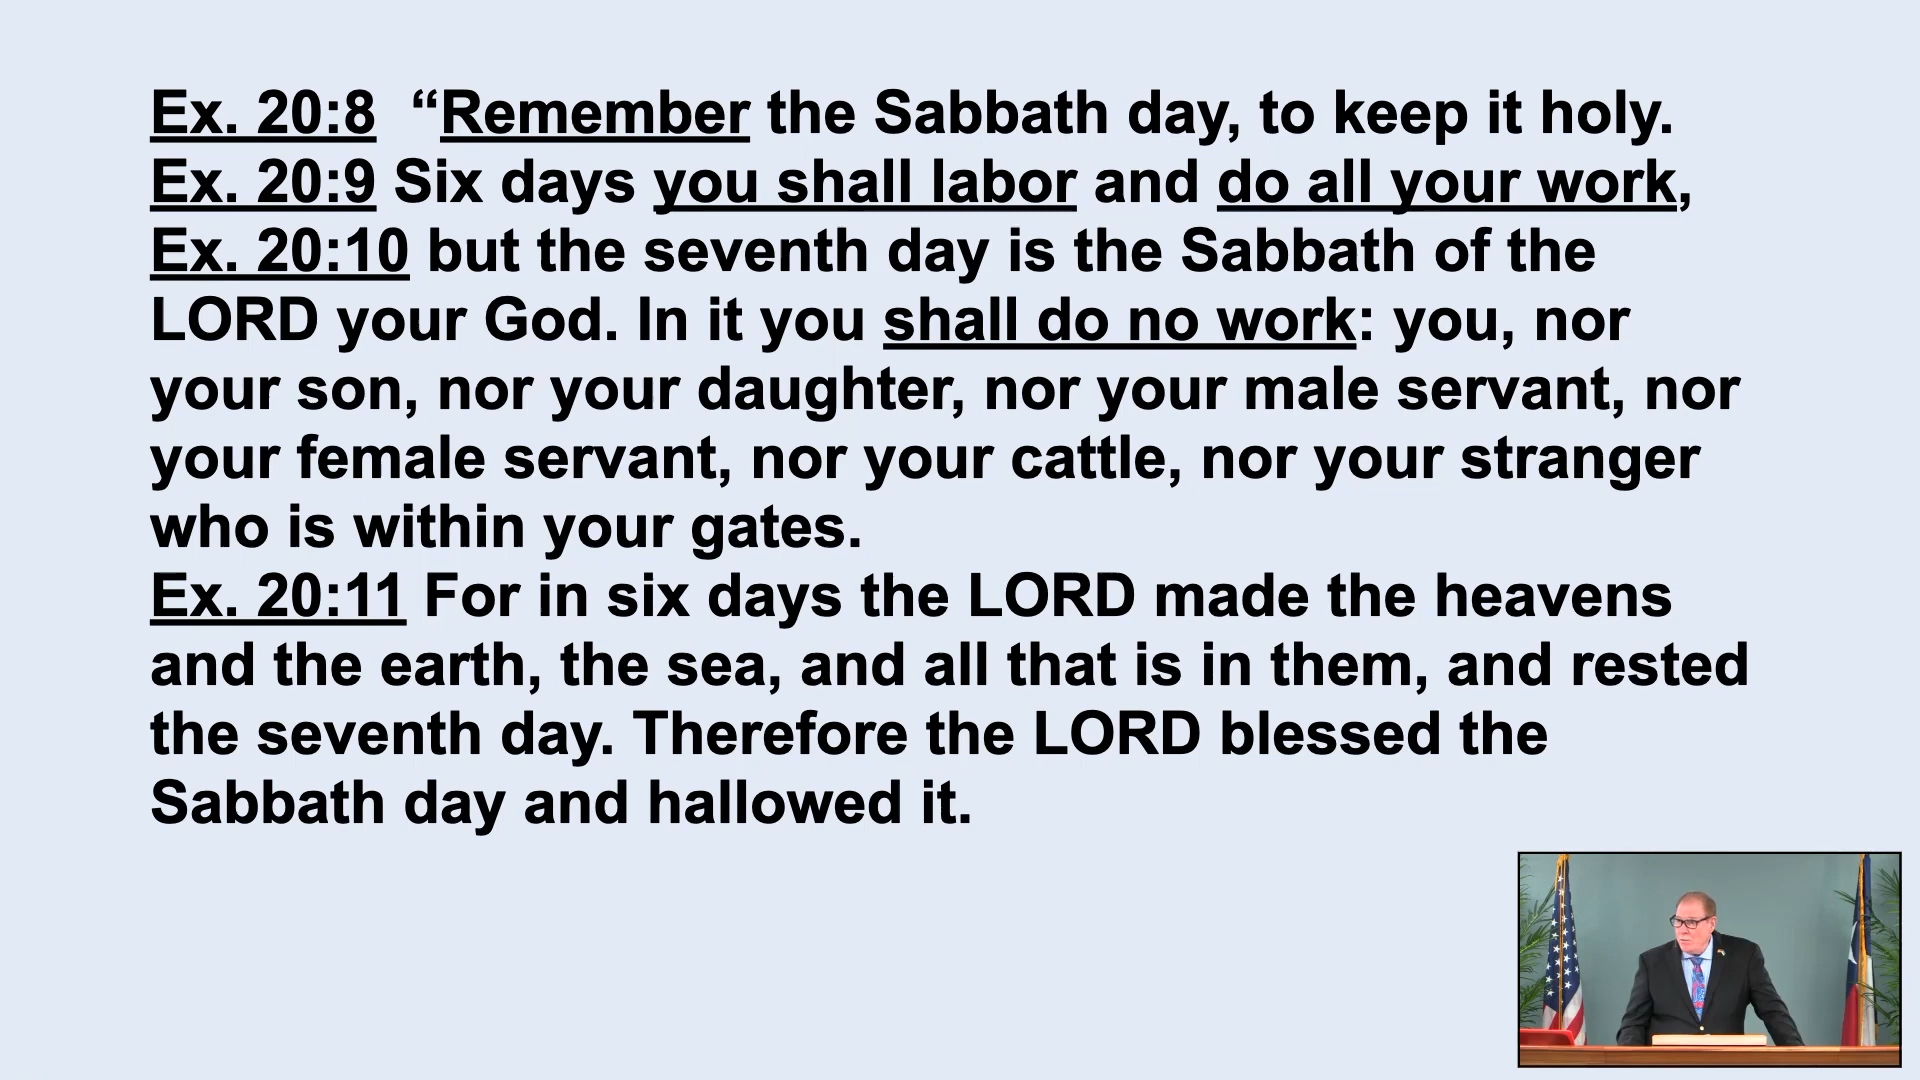 Ex. 20:8  “Remember the Sabbath day, to keep it holy.
Ex. 20:9 Six days you shall labor and do all your work,
Ex. 20:10 but the seventh day is the Sabbath of the
LORD your God. In it you shall do no work: you, nor
your son, nor your daughter, nor your male servant, nor
your female servant, nor your cattle, nor your stranger
who is within your gates.
Ex. 20:11 For in six days the LORD made the heavens
and the earth, the sea, and all that is in them, and rested
the seventh day. Therefore the LORD blessed the
Sabbath day and hallowed it.